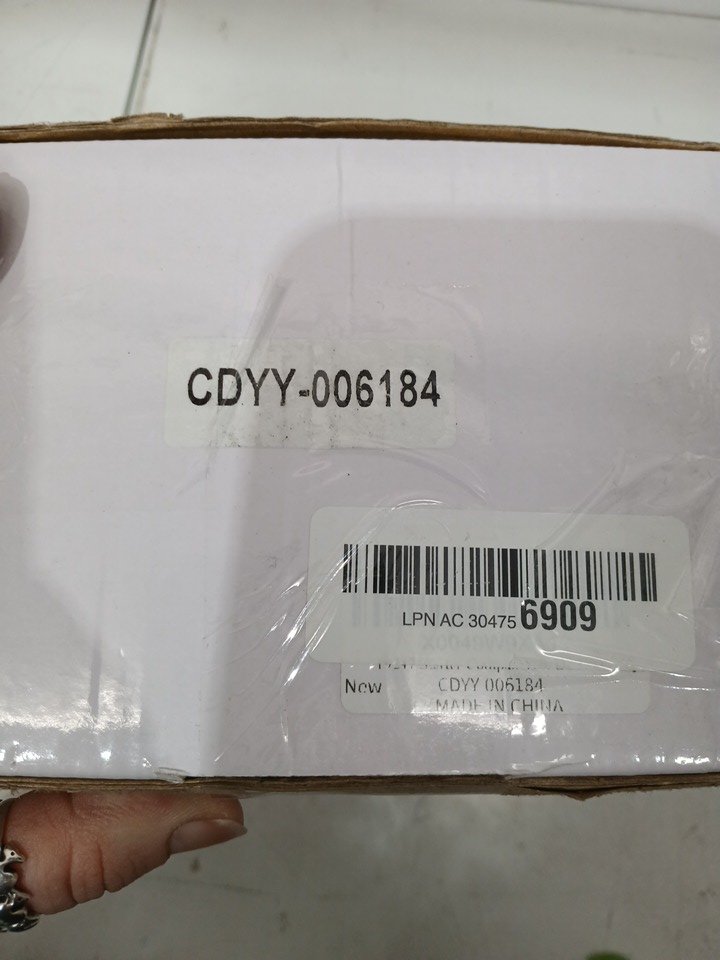 CDYY-006184
LPN AC 30475 6909
New CDYY 006184
MADE IN CHINA